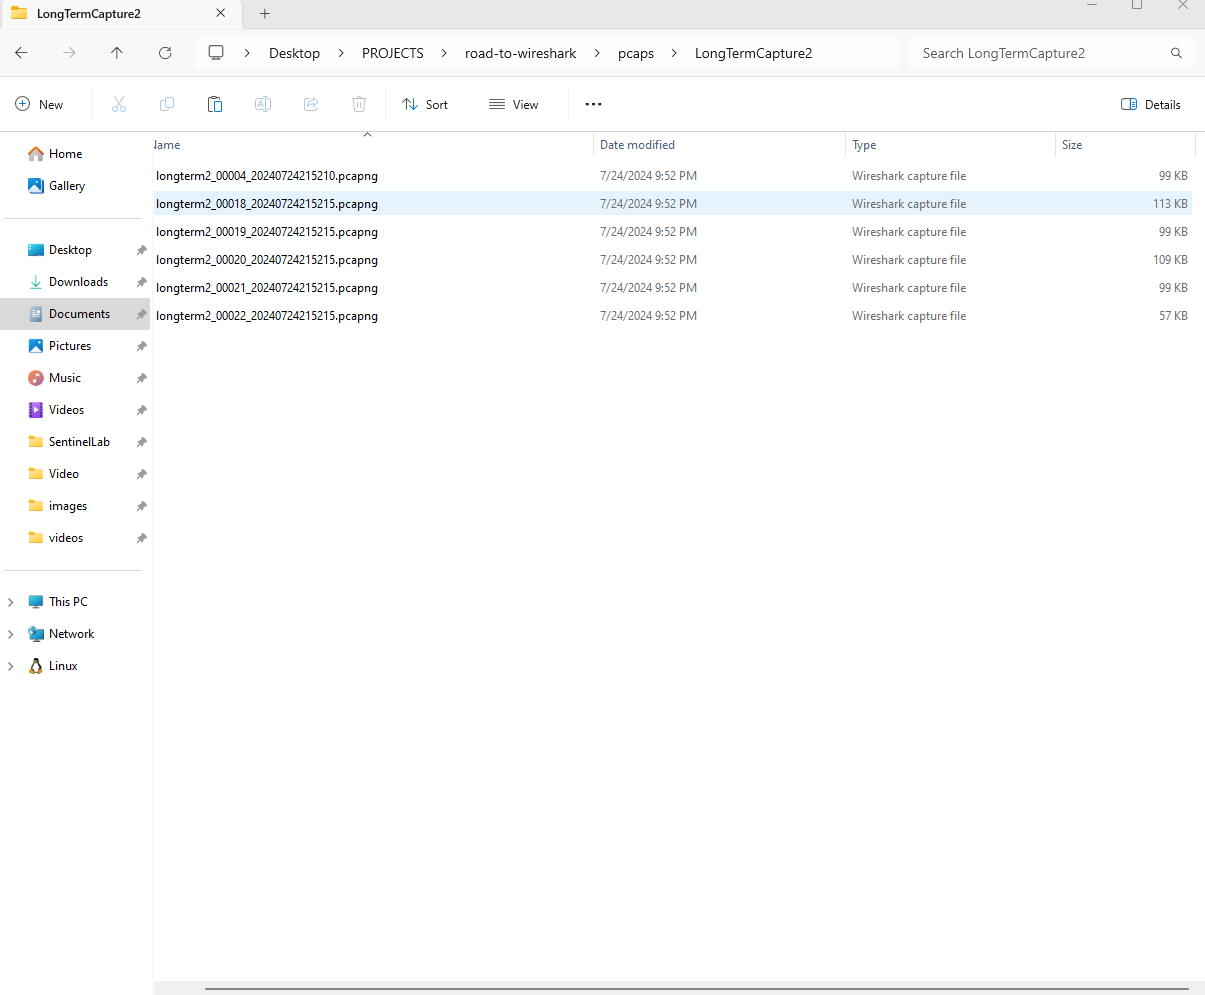 LongTermCapture2
Desktop PROJECTS road-to-wireshark pcaps LongTermCapture2 Search LongTermCapture2
New Sort View Details
Home
Gallery
Desktop
Downloads
Documents
Pictures
Music
Videos
SentinelLab
Video
images
videos
This PC
Network
Linux
Name Date modified Type Size
longterm2_00004_20240724215210.pcapng 7/24/2024 9:52 PM Wireshark capture file 99 KB
longterm2_00018_20240724215215.pcapng 7/24/2024 9:52 PM Wireshark capture file 113 KB
longterm2_00019_20240724215215.pcapng 7/24/2024 9:52 PM Wireshark capture file 99 KB
longterm2_00020_20240724215215.pcapng 7/24/2024 9:52 PM Wireshark capture file 109 KB
longterm2_00021_20240724215215.pcapng 7/24/2024 9:52 PM Wireshark capture file 99 KB
longterm2_00022_20240724215215.pcapng 7/24/2024 9:52 PM Wireshark capture file 57 KB